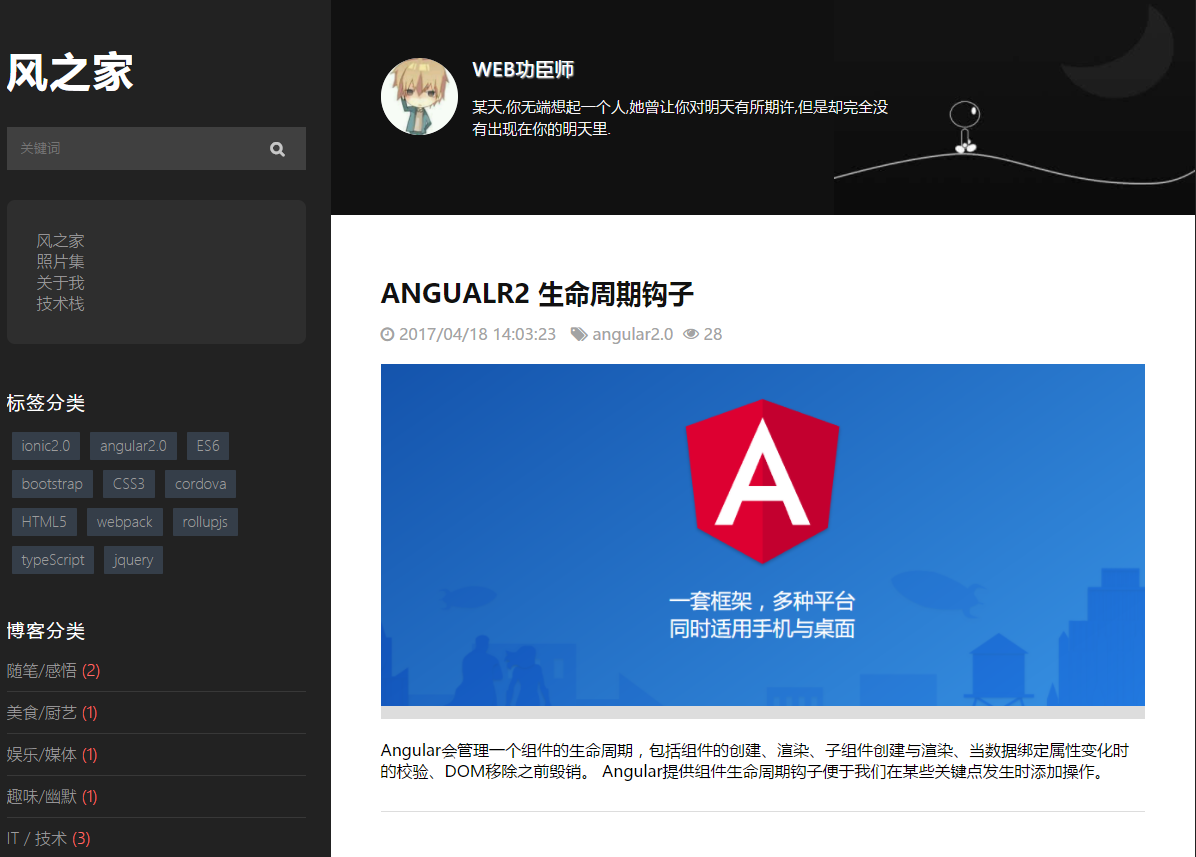 风之家
关键词
风之家
照片集
关于我
技术栈
标签分类
ionic2.0 angular2.0 ES6
bootstrap CSS3 cordova
HTML5 webpack rollupjs
typeScript jquery
博客分类
随笔/感悟 (2)
美食/厨艺 (1)
娱乐/媒体 (1)
趣味/幽默 (1)
IT / 技术 (3)
WEB功臣师
某天,你无端想起一个人,她曾让你对明天有所期许,但是却完全没
有出现在你的明天里.
ANGUALR2 生命周期钩子
2017/04/18 14:03:23 angular2.0 28
A
一套框架，多种平台
同时适用手机与桌面
Angular会管理一个组件的生命周期，包括组件的创建、渲染、子组件创建与渲染、当数据绑定属性变化时
的校验、DOM移除之前毁销。 Angular提供组件生命周期钩子便于我们在某些关键点发生时添加操作。